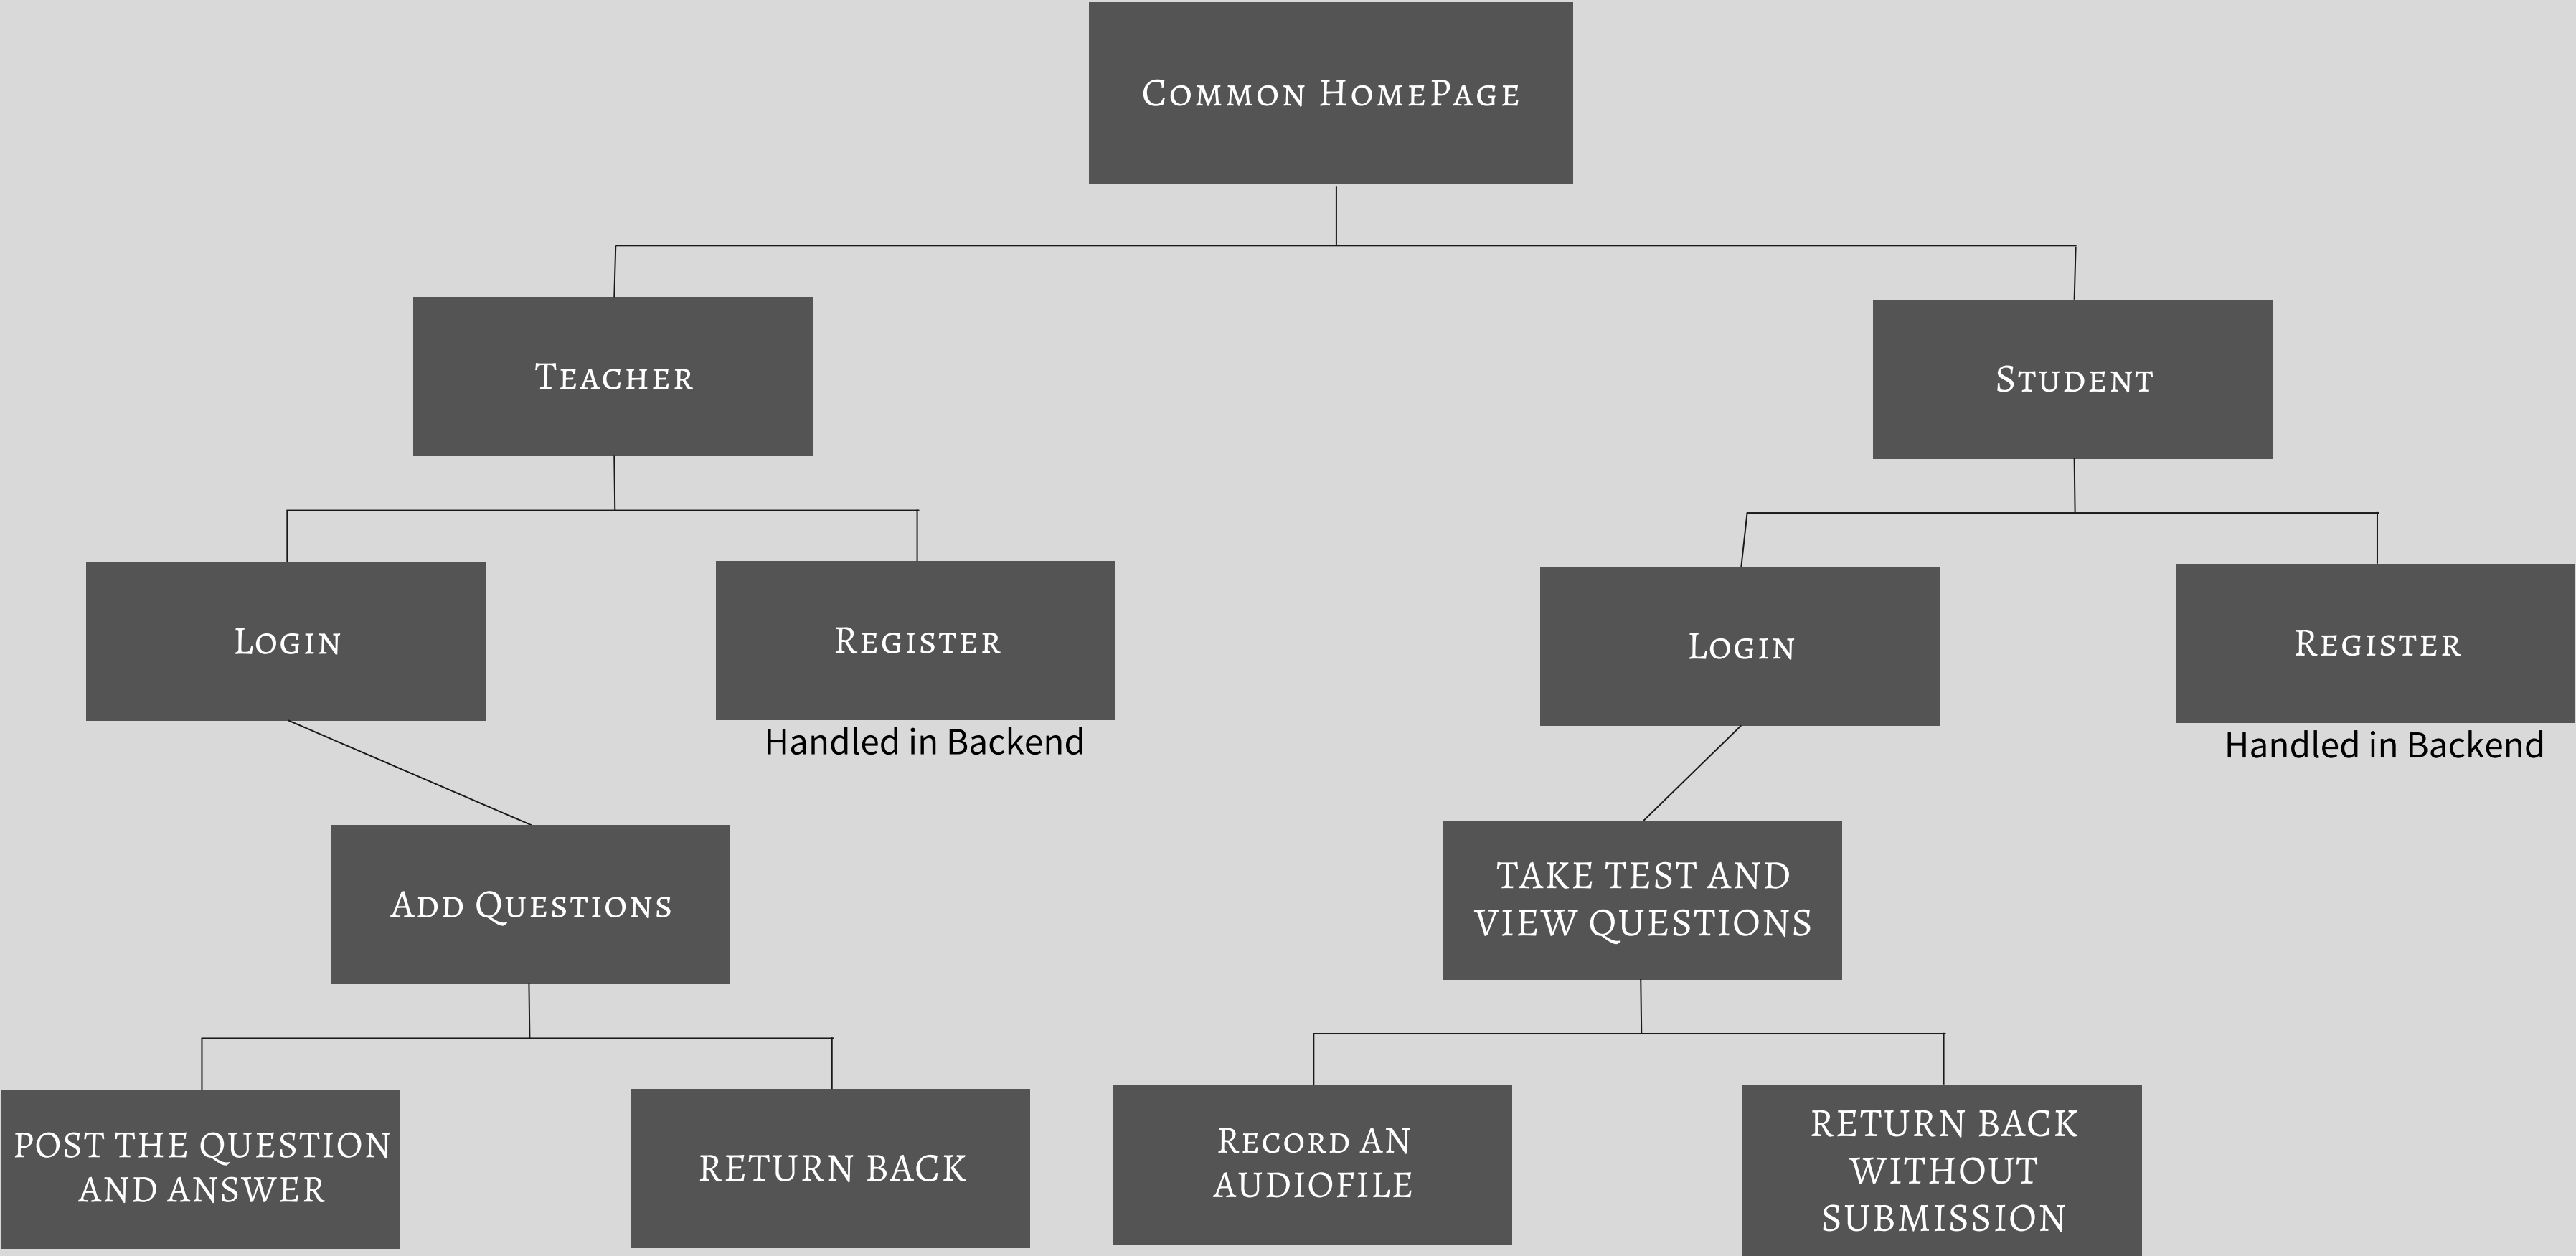 Common HomePage
Teacher
Student
Login
Register
Login
Register
Handled in Backend
Handled in Backend
Add Questions
TAKE TEST AND
VIEW QUESTIONS
POST THE QUESTION
AND ANSWER
RETURN BACK
Record AN
AUDIOFILE
RETURN BACK
WITHOUT
SUBMISSION